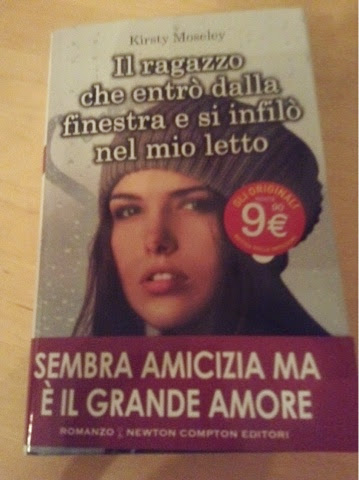 Kirsty Moseley
Il ragazzo
che entrò dalla
finestra e si infilò
nel mio letto
GLI ORIGINALI
9€
SEMBRA AMICIZIA MA
È IL GRANDE AMORE
ROMANZO NEWTON COMPTON EDITORI